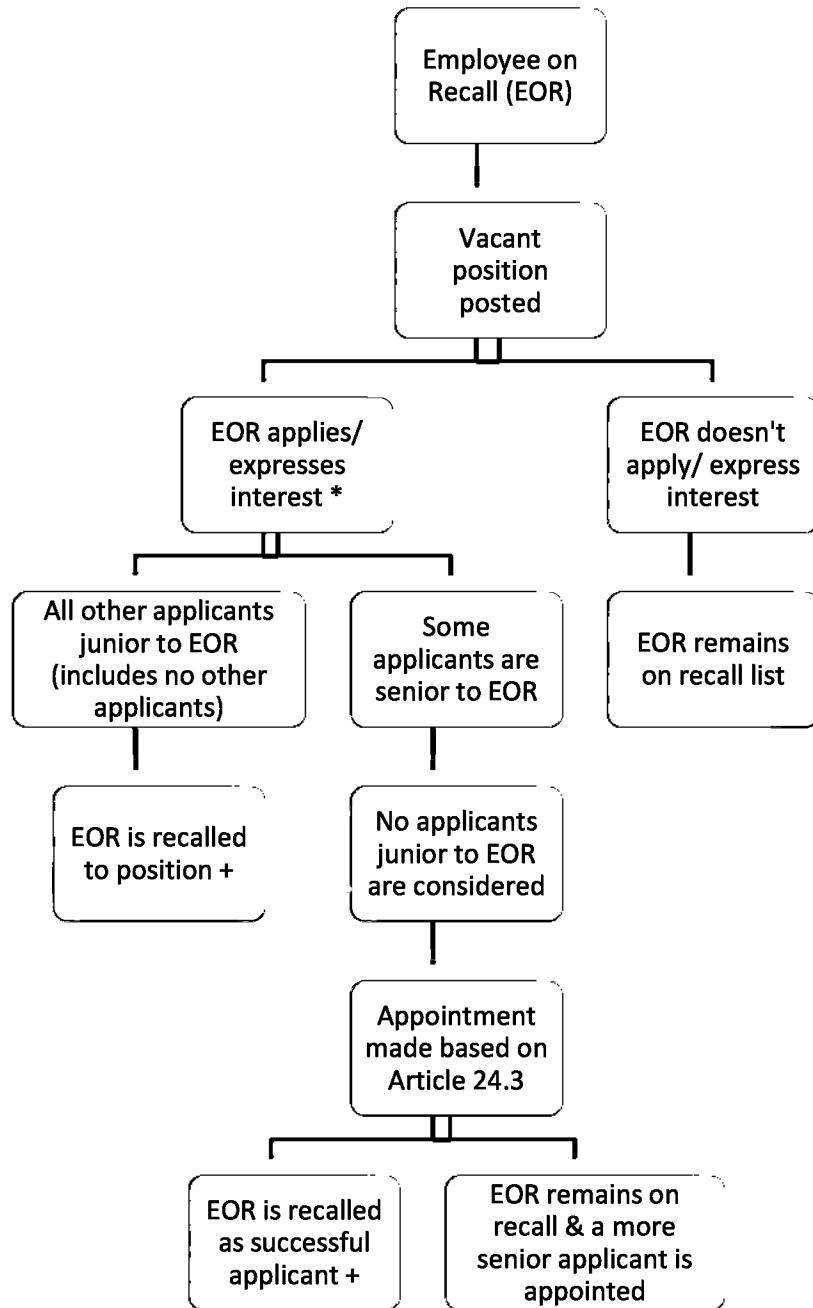 Employee on
Recall (EOR)
Vacant
position
posted
EOR applies/
expresses
interest *
EOR doesn't
apply/ express
interest
All other applicants
junior to EOR
(includes no other
applicants)
Some
applicants are
senior to EOR
EOR remains
on recall list
EOR is recalled
to position +
No applicants
junior to EOR
are considered
Appointment
made based on
Article 24.3
EOR is recalled
as successful
applicant +
EOR remains on
recall & a more
senior applicant is
appointed